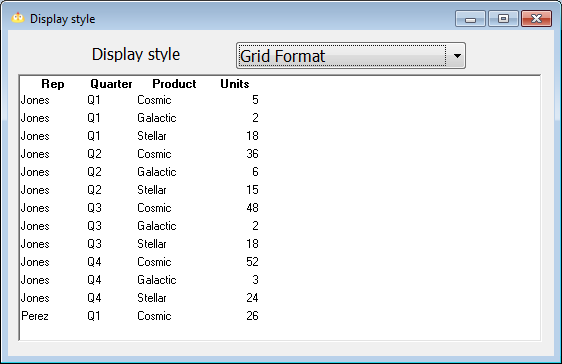 Display style
Display style Grid Format
Rep Quarter Product Units
Jones Q1 Cosmic 5
Jones Q1 Galactic 2
Jones Q1 Stellar 18
Jones Q2 Cosmic 36
Jones Q2 Galactic 6
Jones Q2 Stellar 15
Jones Q3 Cosmic 48
Jones Q3 Galactic 2
Jones Q3 Stellar 18
Jones Q4 Cosmic 52
Jones Q4 Galactic 3
Jones Q4 Stellar 24
Perez Q1 Cosmic 26